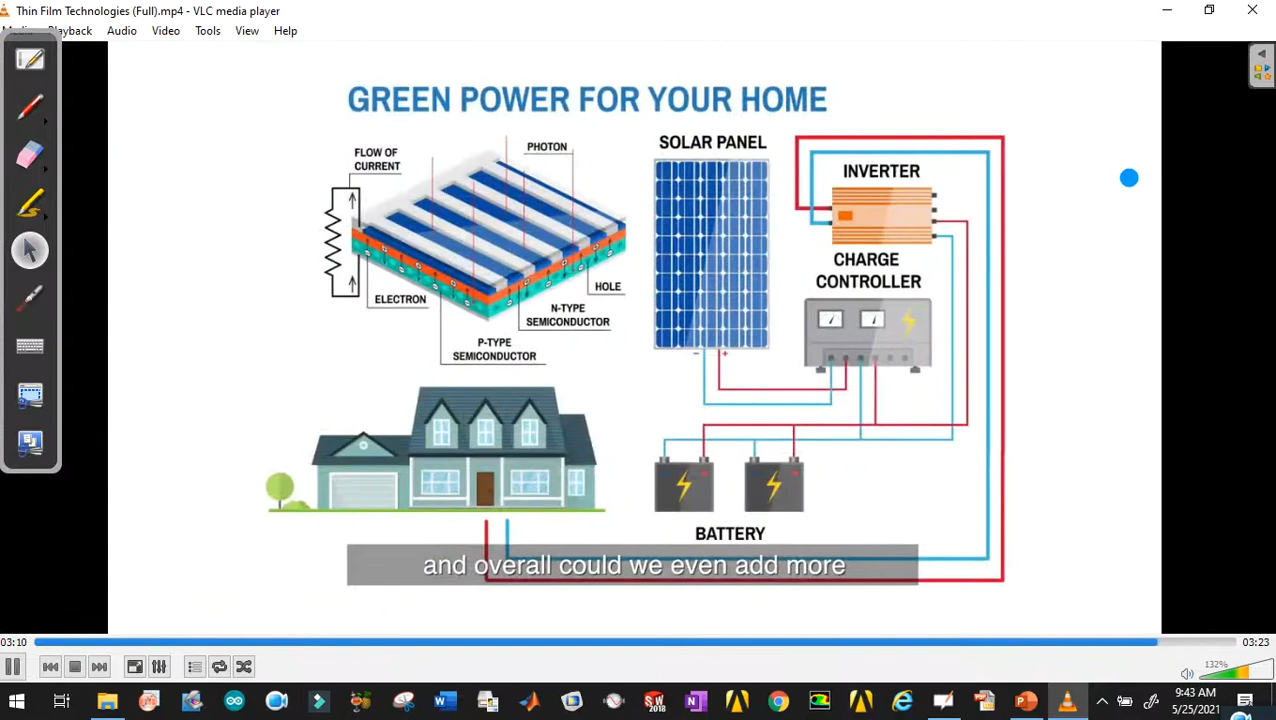 Thin Film Technologies (Full).mp4 - VLC media player
Playback Audio Video Tools View Help
GREEN POWER FOR YOUR HOME
FLOW OF
CURRENT
PHOTON
ELECTRON
HOLE
N-TYPE
SEMICONDUCTOR
P-TYPE
SEMICONDUCTOR
SOLAR PANEL
- +
INVERTER
CHARGE
CONTROLLER
BATTERY
and overall could we even add more
03:10
03:23
132%
SW
2018
9:43 AM
5/25/2021